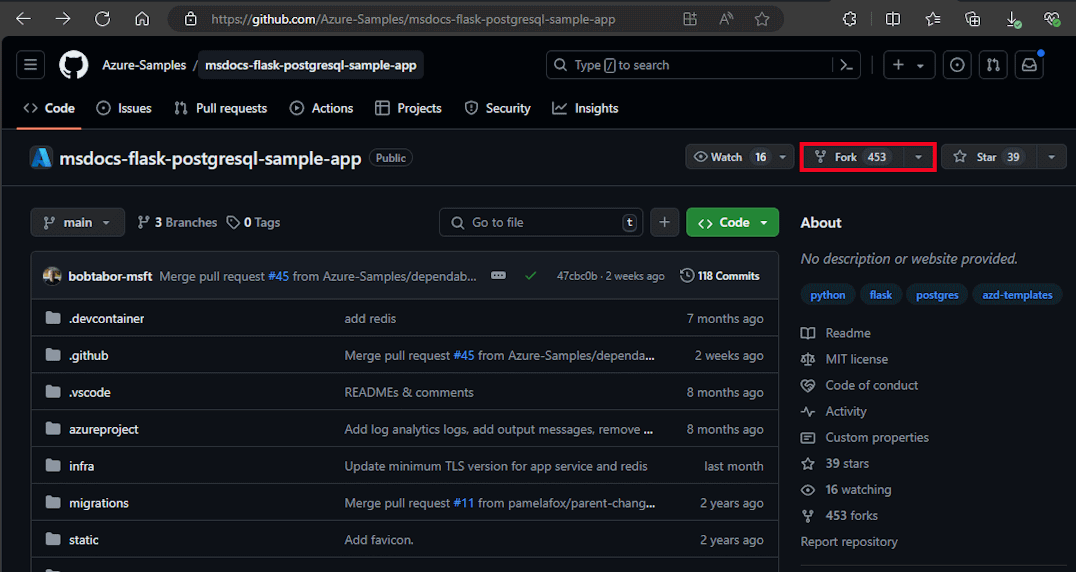 https://github.com/Azure-Samples/msdocs-flask-postgresql-sample-app
Azure-Samples / msdocs-flask-postgresql-sample-app
Type / to search
Code Issues Pull requests Actions Projects Security Insights
msdocs-flask-postgresql-sample-app Public
Watch 16 Fork 453 Star 39
main 3 Branches 0 Tags Go to file t Code
bobtabor-msft Merge pull request #45 from Azure-Samples/dependab... 47cbc0b · 2 weeks ago 118 Commits
.devcontainer add redis 7 months ago
.github Merge pull request #45 from Azure-Samples/dependa... 2 weeks ago
.vscode READMEs & comments 8 months ago
azureproject Add log analytics logs, add output messages, remove ... 8 months ago
infra Update minimum TLS version for app service and redis last month
migrations Merge pull request #11 from pamelafox/parent-chang... 2 years ago
static Add favicon. 2 years ago
About
No description or website provided.
python flask postgres azd-templates
Readme
MIT license
Code of conduct
Activity
Custom properties
39 stars
16 watching
453 forks
Report repository